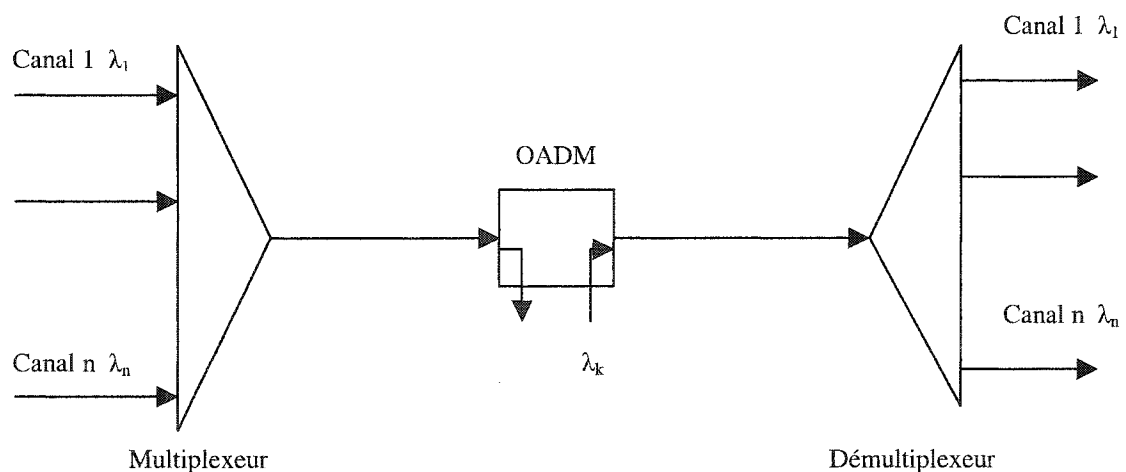 Canal 1 λ₁
Canal 1 λ₁
OADM
Canal n λₙ
Canal n λₙ
λₖ
Multiplexeur
Démultiplexeur